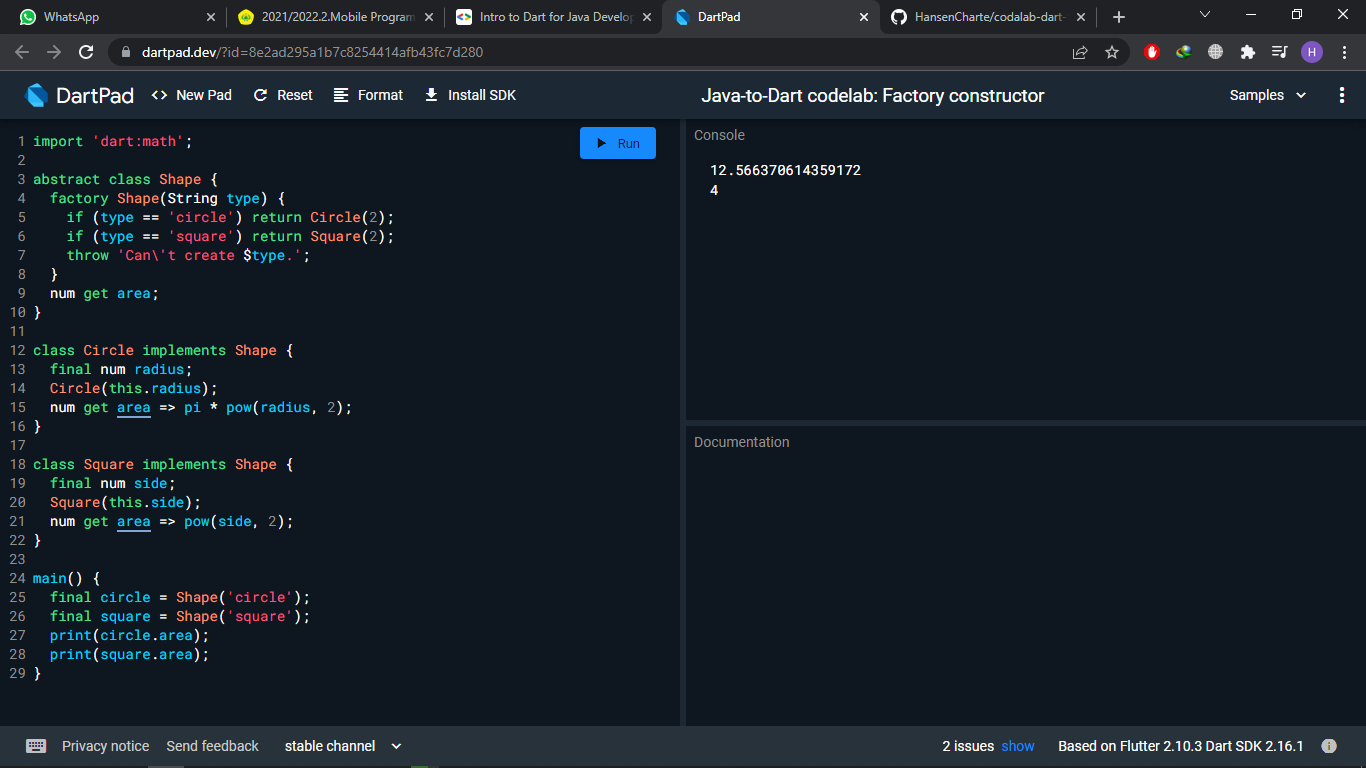 WhatsApp
2021/2022.2.Mobile Program
Intro to Dart for Java Develop
DartPad
HansenCharte/codalab-dart-
dartpad.dev/?id=8e2ad295a1b7c8254414afb43fc7d280
H
DartPad
<> New Pad
Reset
Format
Install SDK
Java-to-Dart codelab: Factory constructor
Samples
Run
1 import 'dart:math';
2
3 abstract class Shape {
4   factory Shape(String type) {
5     if (type == 'circle') return Circle(2);
6     if (type == 'square') return Square(2);
7     throw 'Can\'t create $type.';
8   }
9   num get area;
10 }
11
12 class Circle implements Shape {
13   final num radius;
14   Circle(this.radius);
15   num get area => pi * pow(radius, 2);
16 }
17
18 class Square implements Shape {
19   final num side;
20   Square(this.side);
21   num get area => pow(side, 2);
22 }
23
24 main() {
25   final circle = Shape('circle');
26   final square = Shape('square');
27   print(circle.area);
28   print(square.area);
29 }
Console
12.566370614359172
4
Documentation
Privacy notice
Send feedback
stable channel
2 issues show
Based on Flutter 2.10.3 Dart SDK 2.16.1